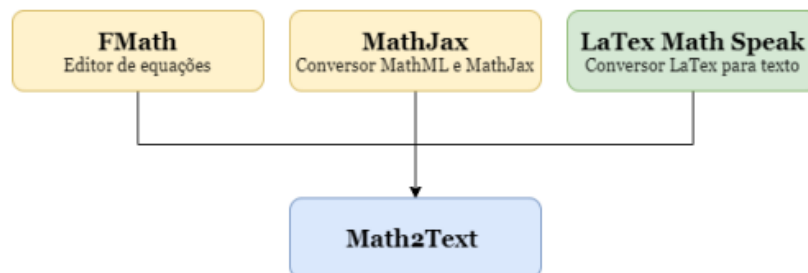 FMath
Editor de equações
MathJax
Conversor MathML e MathJax
LaTex Math Speak
Conversor LaTex para texto
Math2Text